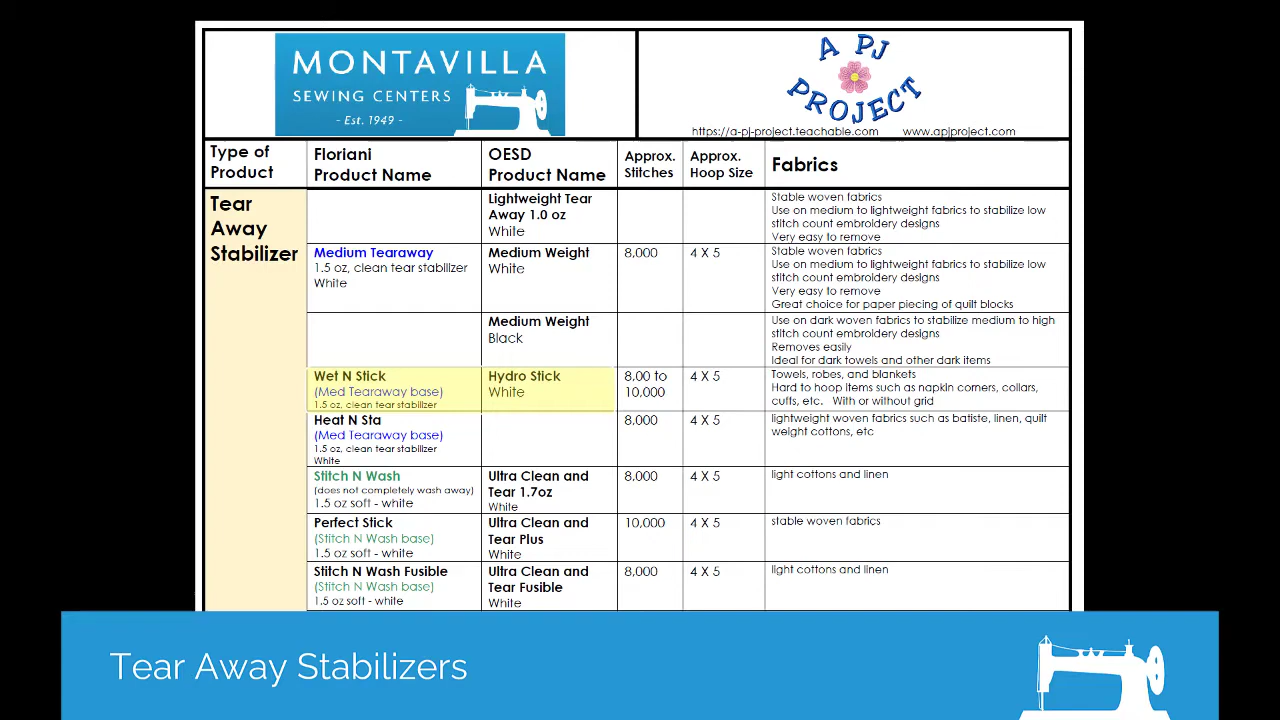 MONTAVILLA
SEWING CENTERS
- Est. 1949 -
A PJ
PROJECT
https://a-pj-project.teachable.com www.apjproject.com
Type of
Product
Floriani
Product Name
OESD
Product Name
Approx.
Stitches
Approx.
Hoop Size
Fabrics
Tear
Away
Stabilizer
Lightweight Tear
Away 1.0 oz
White
Stable woven fabrics
Use on medium to lightweight fabrics to stabilize low
stitch count embroidery designs
Very easy to remove
Medium Tearaway
1.5 oz, clean tear stabilizer
White
Medium Weight
White
8,000
4 X 5
Stable woven fabrics
Use on medium to lightweight fabrics to stabilize low
stitch count embroidery designs
Very easy to remove
Great choice for paper piecing of quilt blocks
Medium Weight
Black
Use on dark woven fabrics to stabilize medium to high
stitch count embroidery designs
Removes easily
Ideal for dark towels and other dark items
Wet N Stick
(Med Tearaway base)
1.5 oz, clean tear stabilizer
Hydro Stick
White
8.00 to
10,000
4 X 5
Towels, robes, and blankets
Hard to hoop items such as napkin corners, collars,
cuffs, etc. With or without grid
Heat N Sta
(Med Tearaway base)
1.5 oz, clean tear stabilizer
White
8,000
4 X 5
lightweight woven fabrics such as batiste, linen, quilt
weight cottons, etc
Stitch N Wash
(does not completely wash away)
1.5 oz soft - white
Ultra Clean and
Tear 1.7oz
White
8,000
4 X 5
light cottons and linen
Perfect Stick
(Stitch N Wash base)
1.5 oz soft - white
Ultra Clean and
Tear Plus
White
10,000
4 X 5
stable woven fabrics
Stitch N Wash Fusible
(Stitch N Wash base)
1.5 oz soft - white
Ultra Clean and
Tear Fusible
White
8,000
4 X 5
light cottons and linen
Tear Away Stabilizers